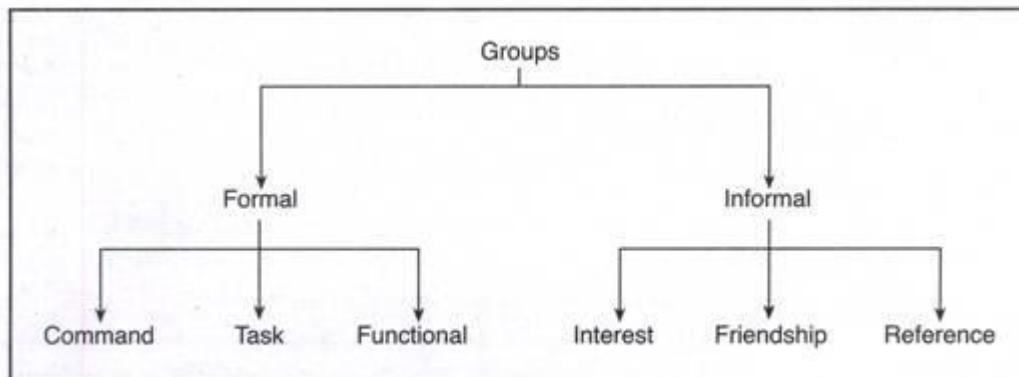 Groups
Formal Informal
Command Task Functional Interest Friendship Reference